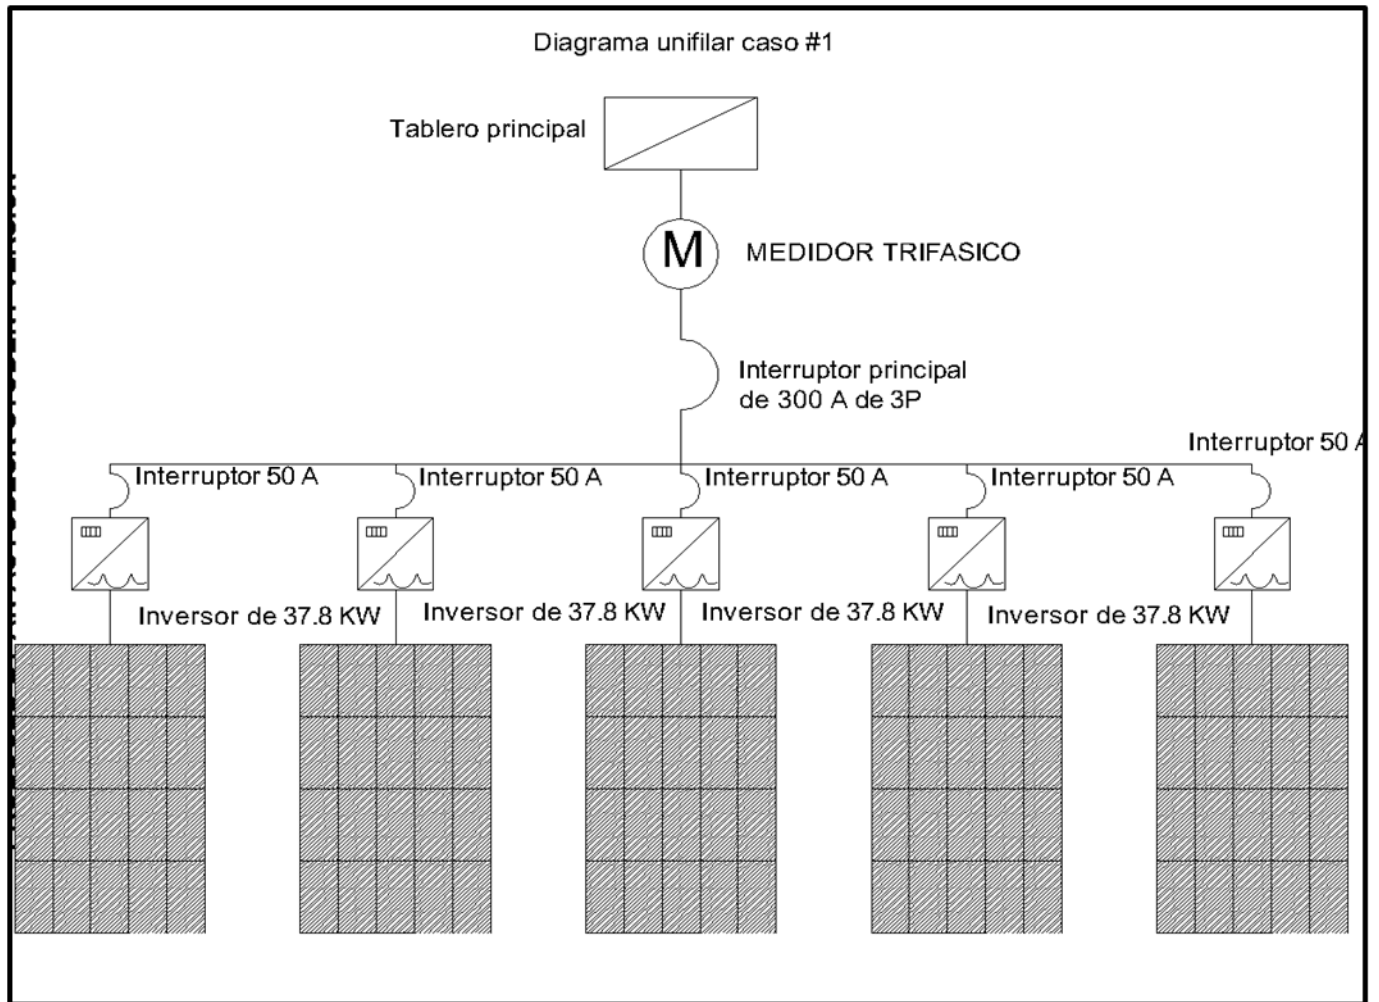 Diagrama unifilar caso #1
Tablero principal
M
MEDIDOR TRIFASICO
Interruptor principal
de 300 A de 3P
Interruptor 50 A
Interruptor 50 A
Interruptor 50 A
Interruptor 50 A
Interruptor 50 A
Inversor de 37.8 KW
Inversor de 37.8 KW
Inversor de 37.8 KW
Inversor de 37.8 KW